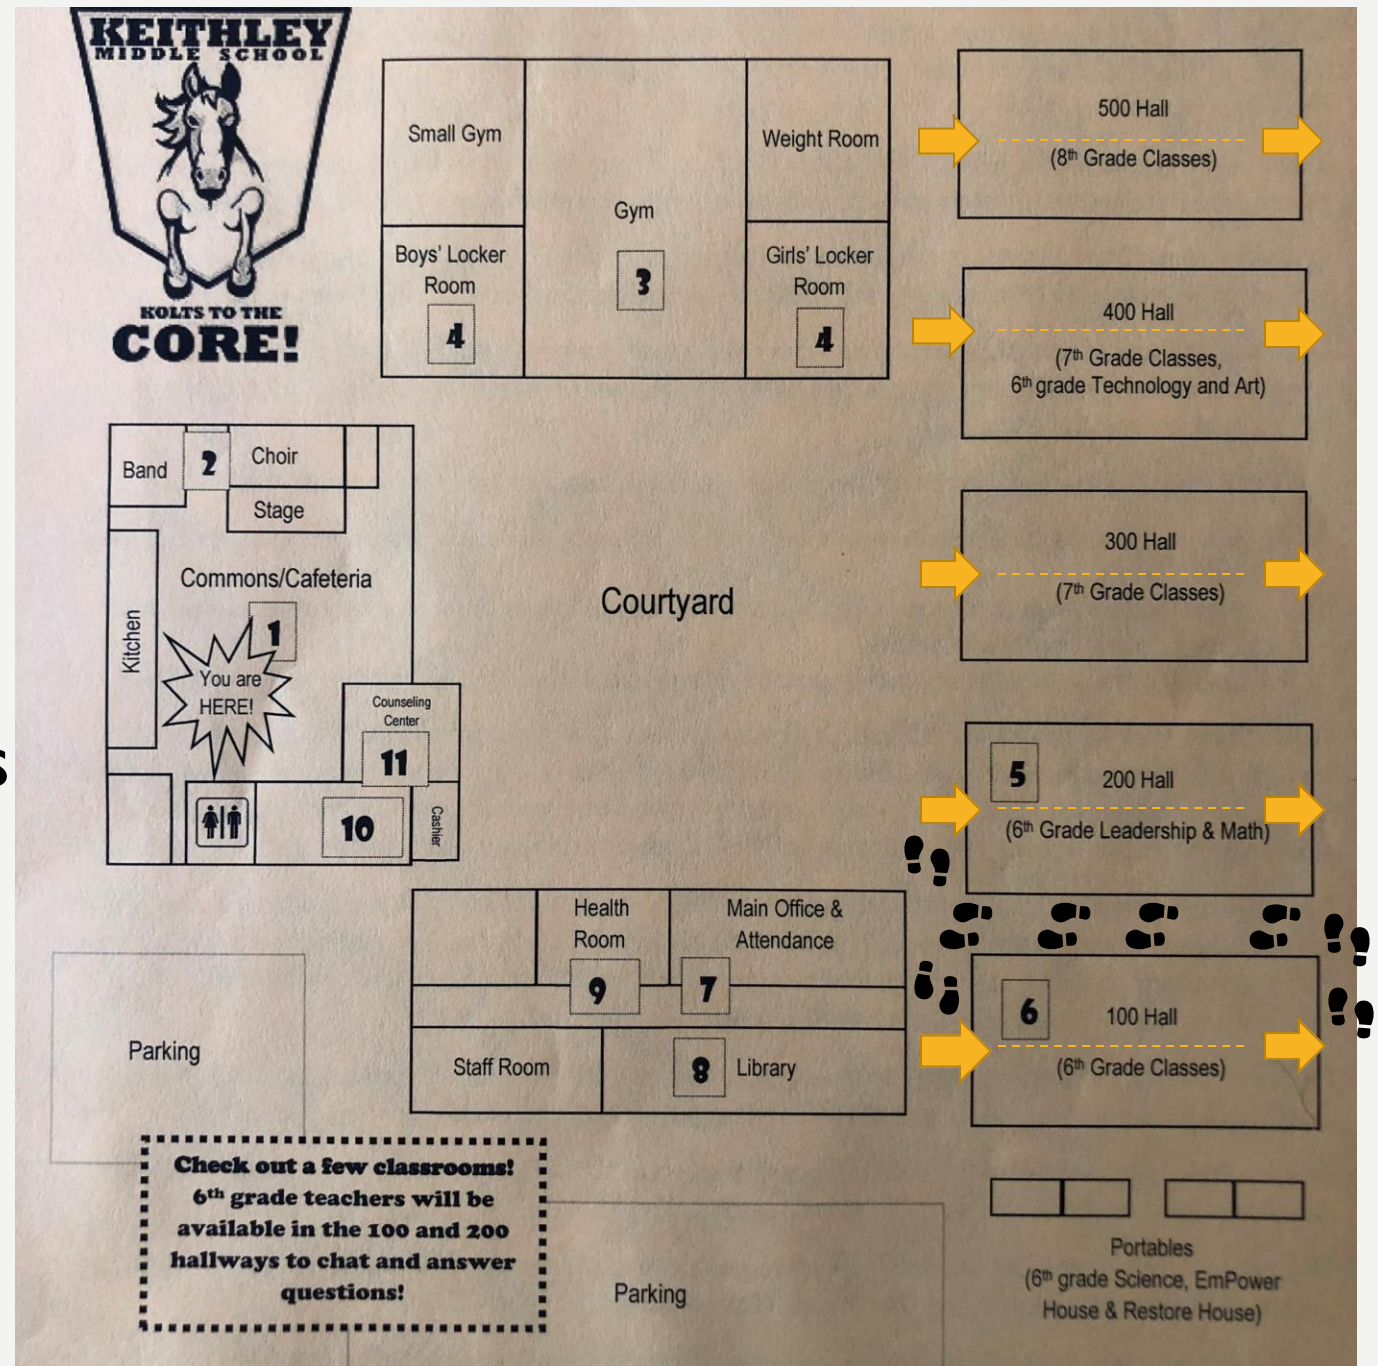 KEITHLEY
MIDDLE SCHOOL
KOLTS TO THE
CORE!
Small Gym
Gym
3
Weight Room
Boys' Locker
Room
4
Girls' Locker
Room
4
500 Hall
(8th Grade Classes)
400 Hall
(7th Grade Classes,
6th grade Technology and Art)
Band
2
Choir
Stage
Commons/Cafeteria
1
Kitchen
You are
HERE!
Counseling
Center
11
10
Cashier
Courtyard
300 Hall
(7th Grade Classes)
5
200 Hall
(6th Grade Leadership & Math)
Health
Room
9
Main Office &
Attendance
7
Staff Room
8
Library
6
100 Hall
(6th Grade Classes)
Parking
Check out a few classrooms!
6th grade teachers will be
available in the 100 and 200
hallways to chat and answer
questions!
Parking
Portables
(6th grade Science, EmPower
House & Restore House)